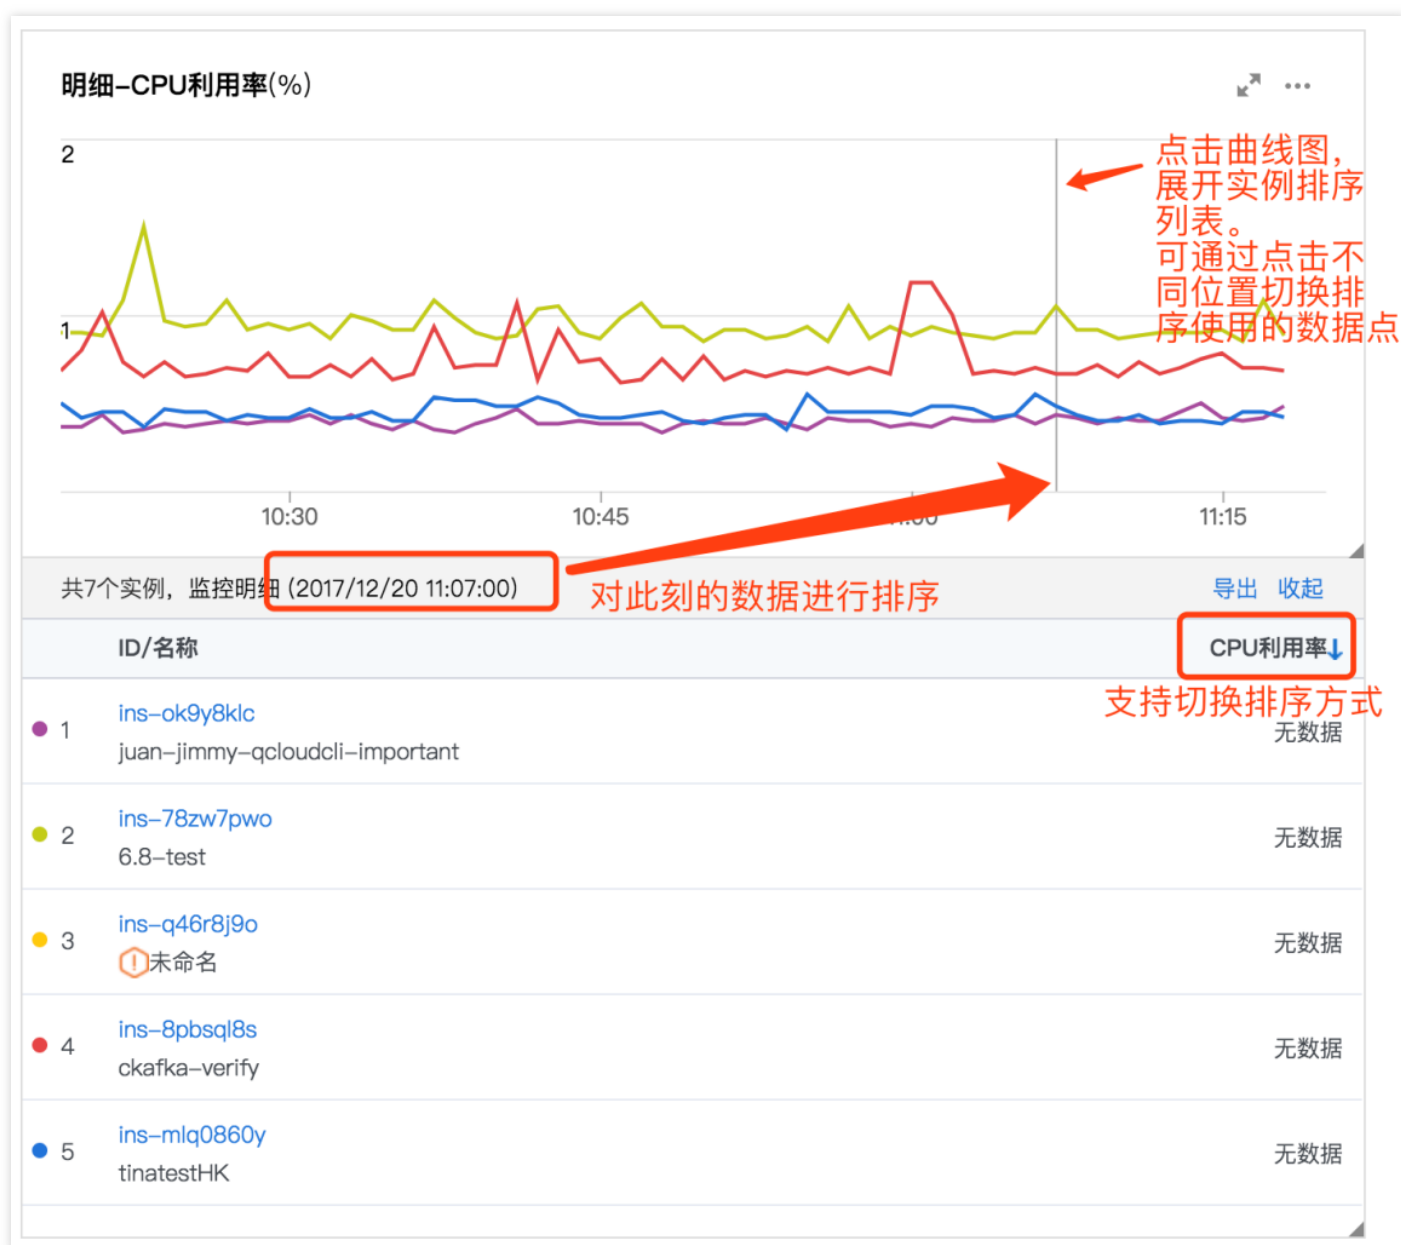 明细-CPU利用率(%)
2
点击曲线图，
展开实例排序
列表。
可通过点击不
同位置切换排
序使用的数据点
1
10:30
10:45
11:00
11:15
共7个实例，监控明细 (2017/12/20 11:07:00)
对此刻的数据进行排序
导出 收起
ID/名称
CPU利用率↓
支持切换排序方式
1
ins-ok9y8klc
juan-jimmy-qcloudcli-important
无数据
2
ins-78zw7pwo
6.8-test
无数据
3
ins-q46r8j9o
未命名
无数据
4
ins-8pbsql8s
ckafka-verify
无数据
5
ins-mlq0860y
tinatestHK
无数据